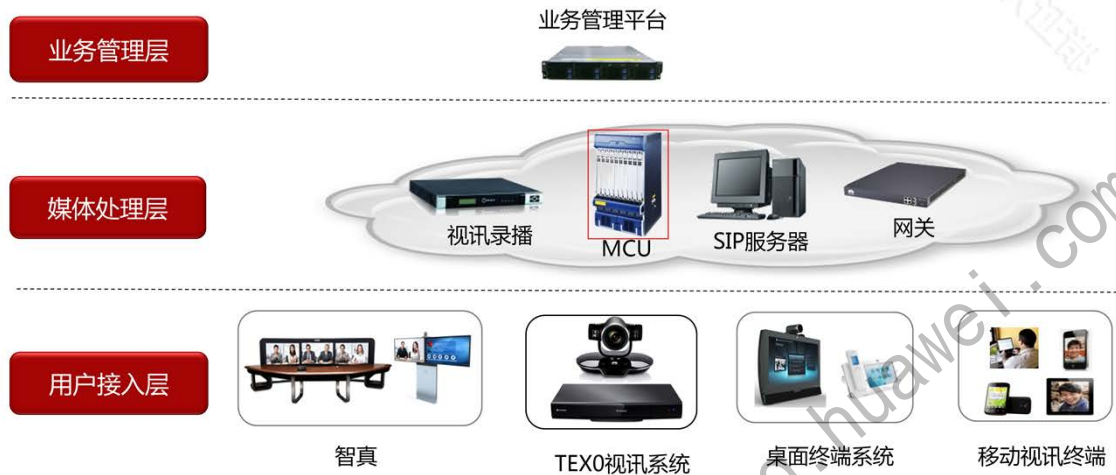 业务管理平台
业务管理层
媒体处理层
视讯录播
MCU
SIP服务器
网关
用户接入层
智真
TEX0视讯系统
桌面终端系统
移动视讯终端
huawei.com